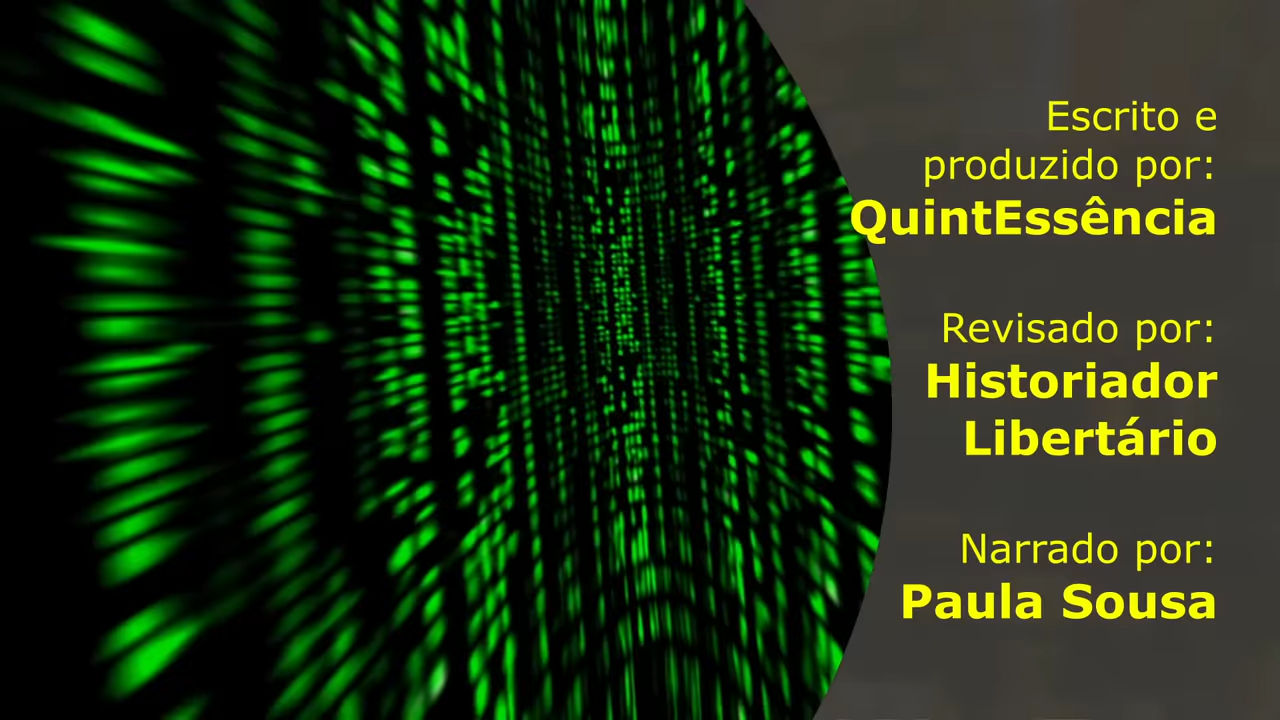 Escrito e
produzido por:
QuintEssência
Revisado por:
Historiador
Libertário
Narrado por:
Paula Sousa